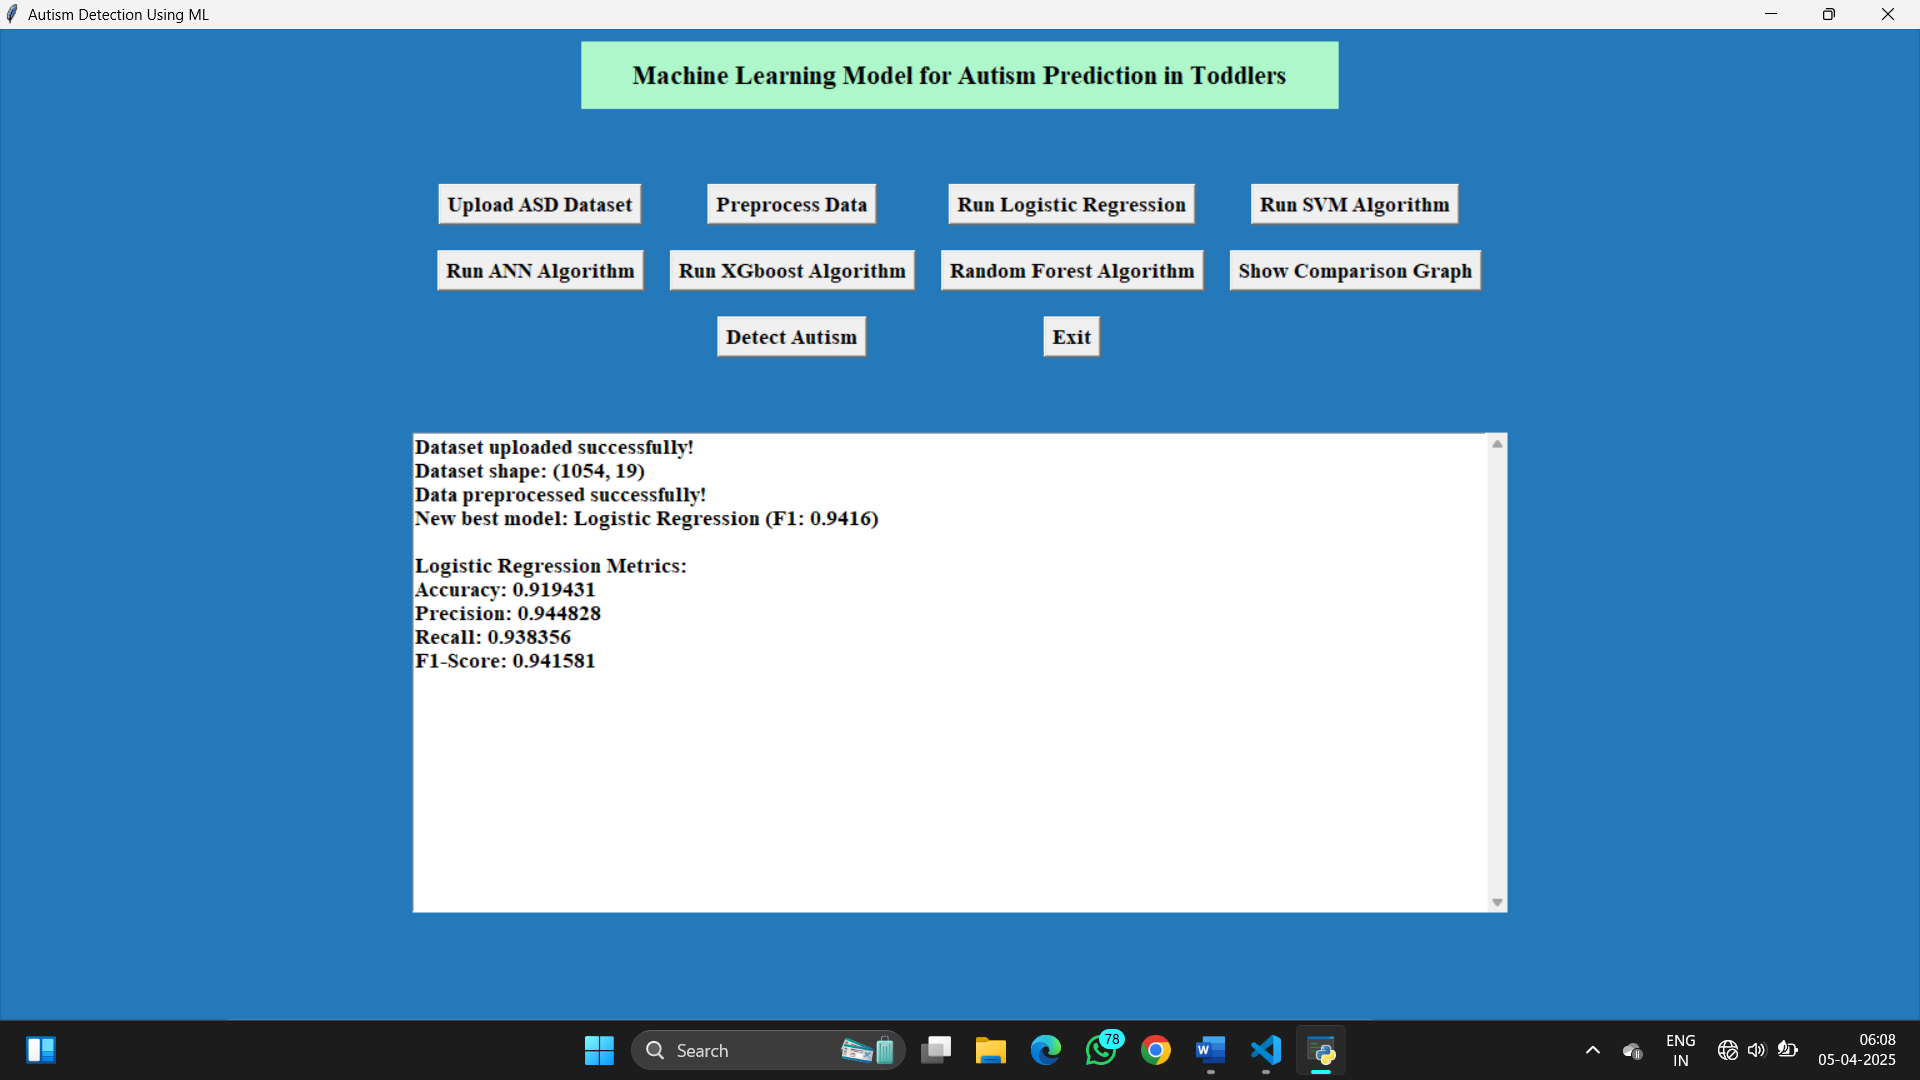 Autism Detection Using ML
Machine Learning Model for Autism Prediction in Toddlers
Upload ASD Dataset
Preprocess Data
Run Logistic Regression
Run SVM Algorithm
Run ANN Algorithm
Run XGboost Algorithm
Random Forest Algorithm
Show Comparison Graph
Detect Autism
Exit
Dataset uploaded successfully!
Dataset shape: (1054, 19)
Data preprocessed successfully!
New best model: Logistic Regression (F1: 0.9416)
Logistic Regression Metrics:
Accuracy: 0.919431
Precision: 0.944828
Recall: 0.938356
F1-Score: 0.941581
Search
78
W
ENG
IN
06:08
05-04-2025